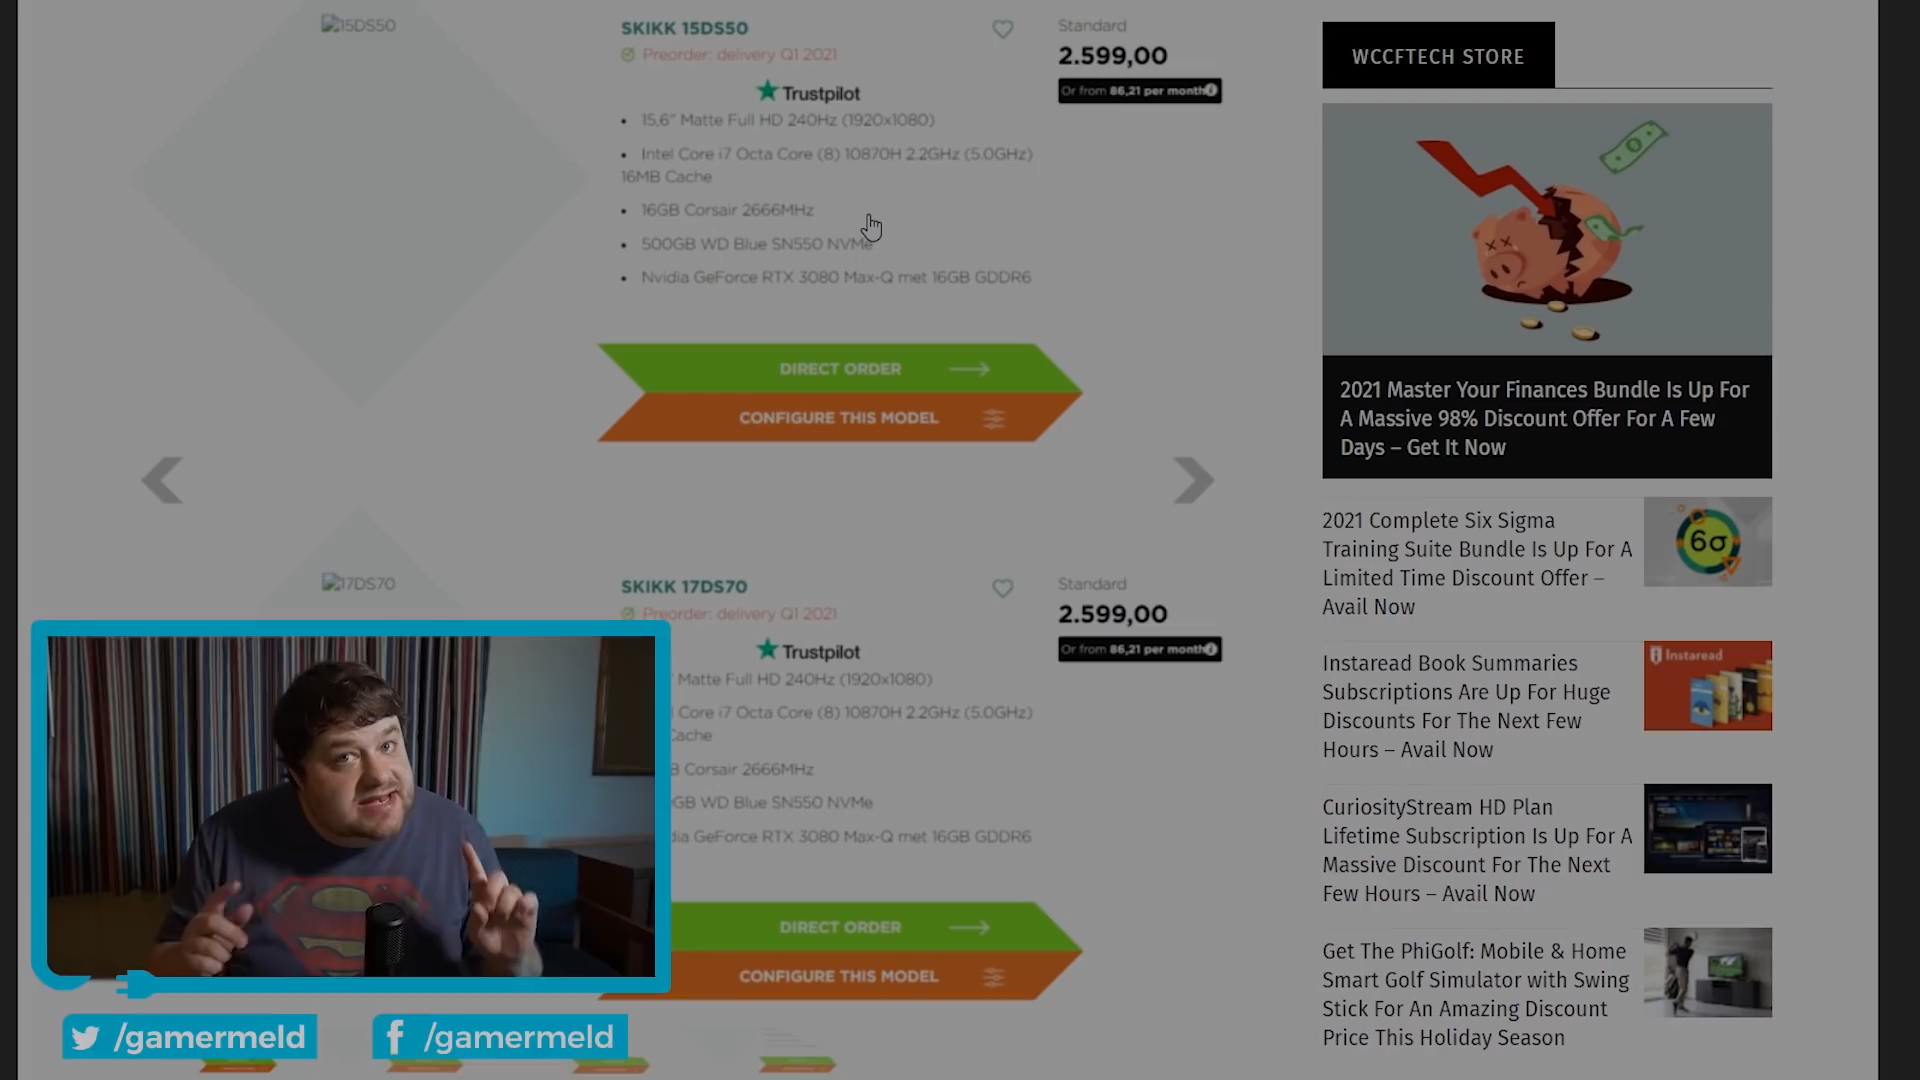 15DS50
SKIKK 15DS50
Preorder: delivery Q1 2021
Trustpilot
15,6" Matte Full HD 240Hz (1920x1080)
Intel Core i7 Octa Core (8) 10870H 2.2GHz (5.0GHz)
16MB Cache
16GB Corsair 2666MHz
500GB WD Blue SN550 NVMe
Nvidia GeForce RTX 3080 Max-Q met 16GB GDDR6
Standard
2.599,00
Or from 86,21 per month
DIRECT ORDER
CONFIGURE THIS MODEL
17DS70
SKIKK 17DS70
Preorder: delivery Q1 2021
Trustpilot
Matte Full HD 240Hz (1920x1080)
Core i7 Octa Core (8) 10870H 2.2GHz (5.0GHz)
Cache
Corsair 2666MHz
GB WD Blue SN550 NVMe
GeForce RTX 3080 Max-Q met 16GB GDDR6
Standard
2.599,00
Or from 86,21 per month
DIRECT ORDER
CONFIGURE THIS MODEL
/gamermeld
/gamermeld
WCCFTECH STORE
2021 Master Your Finances Bundle Is Up For
A Massive 98% Discount Offer For A Few
Days – Get It Now
2021 Complete Six Sigma
Training Suite Bundle Is Up For A
Limited Time Discount Offer –
Avail Now
6σ
Instaread Book Summaries
Subscriptions Are Up For Huge
Discounts For The Next Few
Hours – Avail Now
Instaread
CuriosityStream HD Plan
Lifetime Subscription Is Up For A
Massive Discount For The Next
Few Hours – Avail Now
Get The PhiGolf: Mobile & Home
Smart Golf Simulator with Swing
Stick For An Amazing Discount
Price This Holiday Season